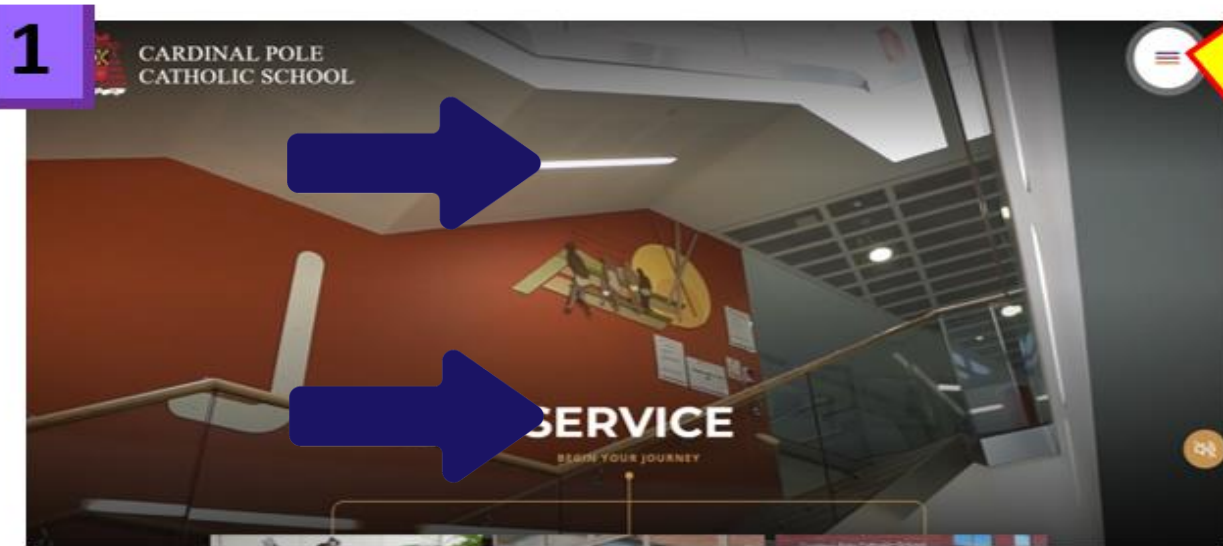 1
CARDINAL POLE
CATHOLIC SCHOOL
SERVICE
BEGIN YOUR JOURNEY